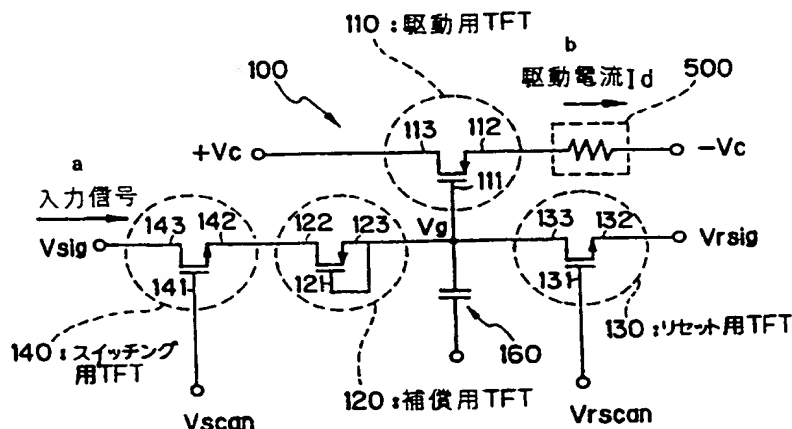 110：駆動用TFT
b
駆動電流Id
500
100
113
112
+Vc
-Vc
111
a
入力信号
Vsig
143
142
122
123
Vg
133
132
Vrsig
141
121
131
160
140：スイッチング
用TFT
120：補償用TFT
130：リセット用TFT
Vscan
Vrscan